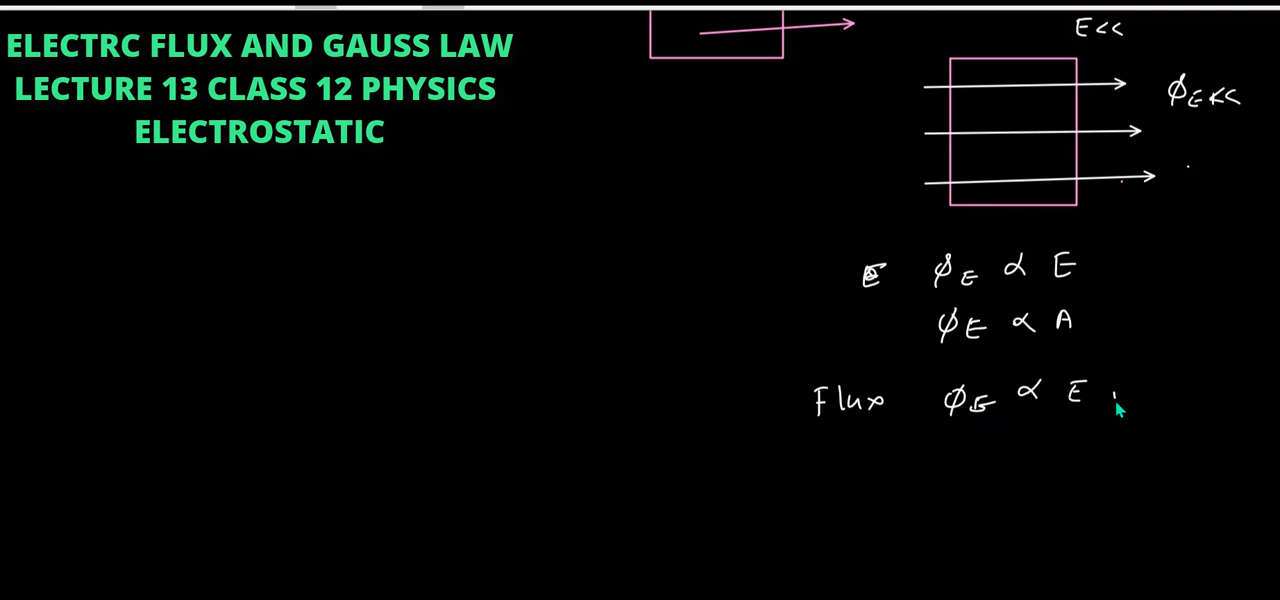 ELECTRC FLUX AND GAUSS LAW
LECTURE 13 CLASS 12 PHYSICS
ELECTROSTATIC
E <<
ϕE <<
E ϕE ∝ E
ϕE ∝ A
Flux ϕE ∝ E